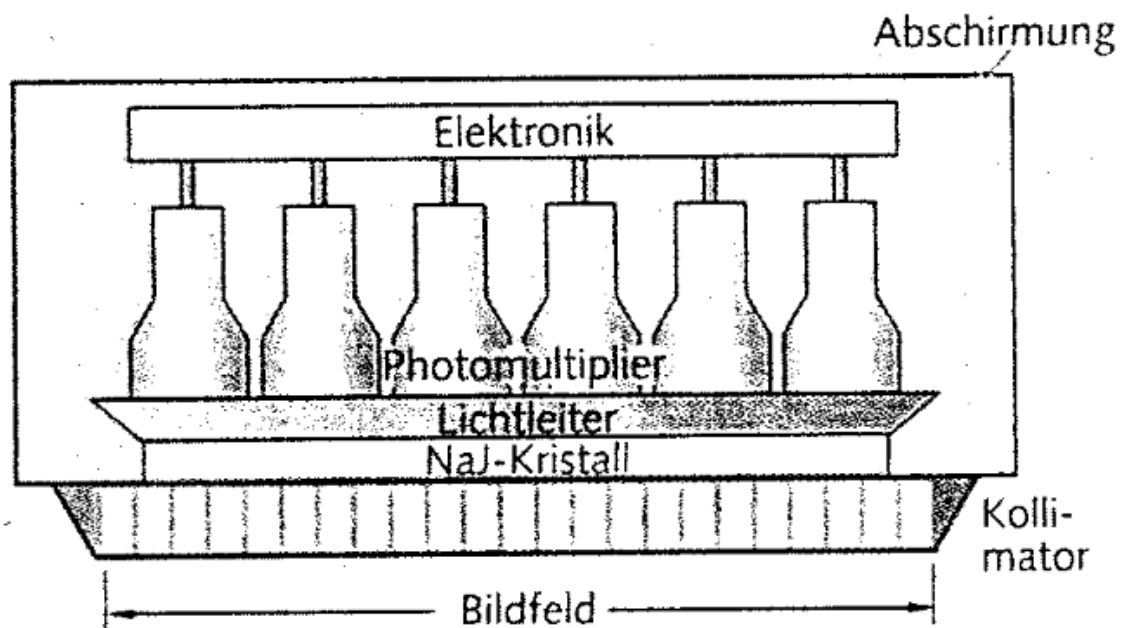 Abschirmung
Elektronik
Photomultiplier
Lichtleiter
NaJ-Kristall
Kolli-
mator
Bildfeld